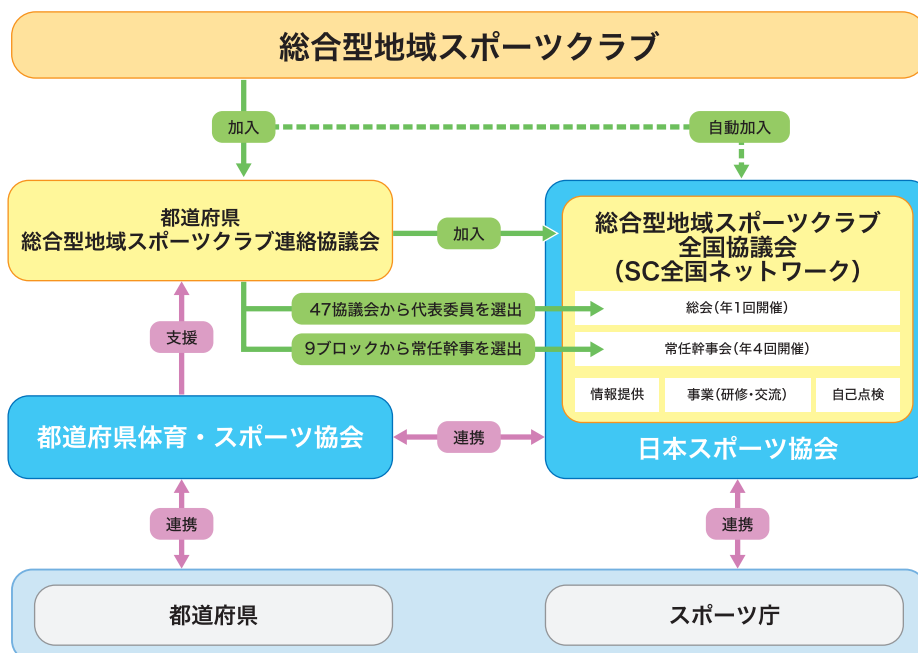 総合型地域スポーツクラブ
加入
自動加入
都道府県
総合型地域スポーツクラブ連絡協議会
加入
総合型地域スポーツクラブ
全国協議会
（SC全国ネットワーク）
47協議会から代表委員を選出
総会（年1回開催）
支援
9ブロックから常任幹事を選出
常任幹事会（年4回開催）
情報提供
事業（研修・交流）
自己点検
都道府県体育・スポーツ協会
連携
日本スポーツ協会
連携
連携
都道府県
スポーツ庁